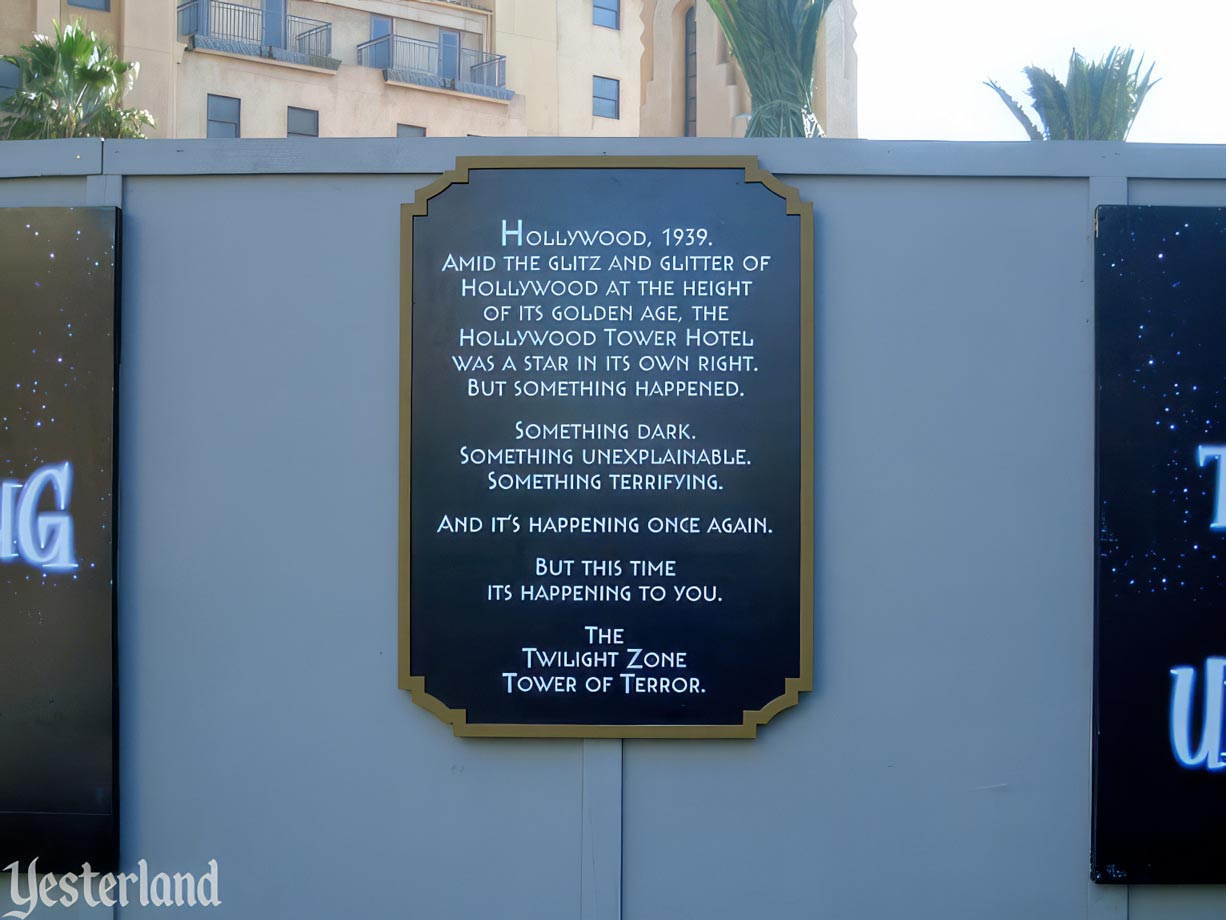 Hollywood, 1939.
Amid the glitz and glitter of
Hollywood at the height
of its golden age, the
Hollywood Tower Hotel
was a star in its own right.
But something happened.
Something dark.
Something unexplainable.
Something terrifying.
And it's happening once again.
But this time
its happening to you.
The
Twilight Zone
Tower of Terror.
Yesterland